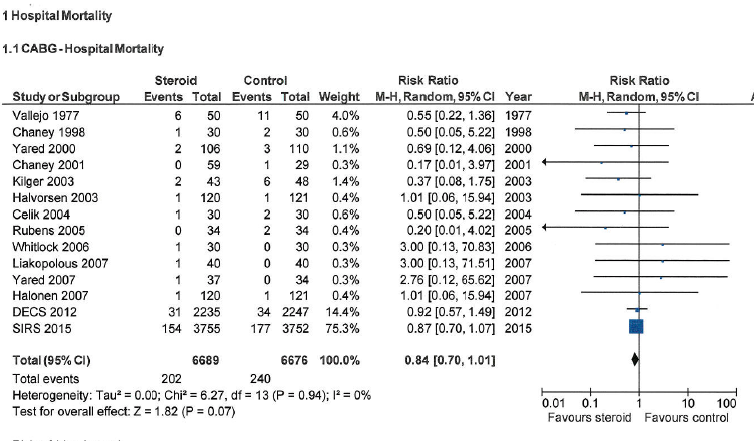 1 Hospital Mortality
1.1 CABG - Hospital Mortality
Steroid Control Risk Ratio Risk Ratio
Study or Subgroup Events Total Events Total Weight M-H, Random, 95% CI Year M-H, Random, 95% CI
Vallejo 1977 6 50 11 50 4.0% 0.55 [0.22, 1.36] 1977
Chaney 1998 1 30 2 30 0.6% 0.50 [0.05, 5.22] 1998
Yared 2000 2 106 3 110 0.6% 0.69 [0.12, 4.06] 2000
Chaney 2001 0 59 1 29 0.3% 0.17 [0.01, 3.97] 2001
Kilger 2003 2 43 6 48 1.4% 0.37 [0.08, 1.75] 2003
Halvorsen 2003 1 120 1 121 0.4% 1.01 [0.06, 15.94] 2003
Celik 2004 1 30 2 30 0.6% 0.50 [0.05, 5.22] 2004
Rubens 2005 0 34 2 34 0.4% 0.20 [0.01, 4.02] 2005
Whitlock 2006 1 30 0 30 0.3% 3.00 [0.13, 70.83] 2006
Liakopolous 2007 1 40 0 40 0.3% 3.00 [0.13, 71.51] 2007
Yared 2007 1 37 0 34 0.3% 2.76 [0.12, 65.62] 2007
Halonen 2007 1 120 1 121 0.4% 1.01 [0.06, 15.94] 2007
DECS 2012 31 2235 34 2247 14.4% 0.92 [0.57, 1.49] 2012
SIRS 2015 154 3755 177 3752 75.3% 0.87 [0.70, 1.07] 2015
Total (95% CI) 6689 6676 100.0% 0.84 [0.70, 1.01]
Total events 202 240
Heterogeneity: Tau² = 0.00; Chi² = 6.27, df = 13 (P = 0.94); I² = 0%
Test for overall effect: Z = 1.82 (P = 0.07)
0.01 0.1 1 10 100
Favours steroid Favours control